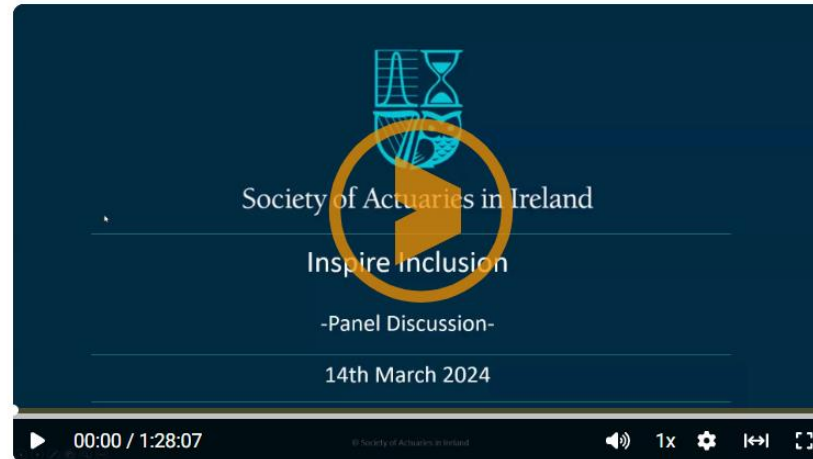 Society of Actuaries in Ireland
Inspire Inclusion
-Panel Discussion-
14th March 2024
00:00 / 1:28:07
© Society of Actuaries in Ireland
1x